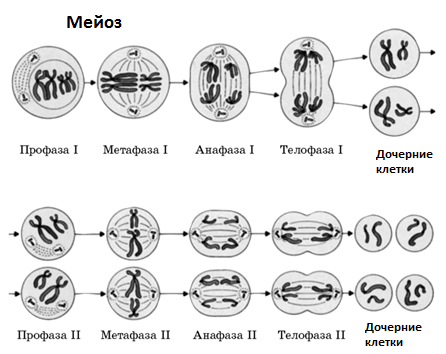 Мейоз
Профаза I Метафаза I Анафаза I Телофаза I Дочерние
клетки
Профаза II Метафаза II Анафаза II Телофаза II Дочерние
клетки